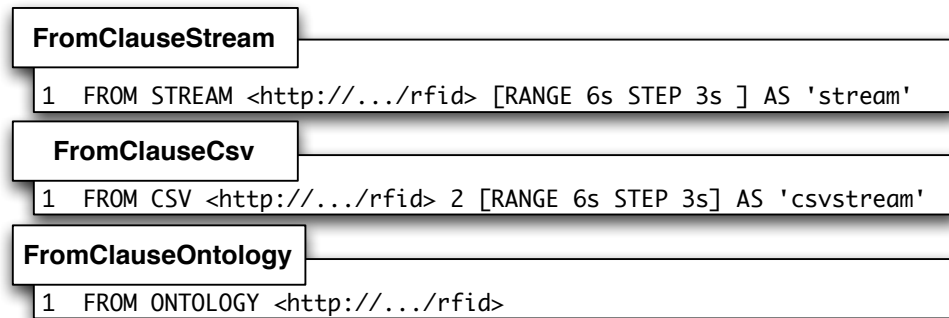 FromClauseStream
1 FROM STREAM <http://.../rfid> [RANGE 6s STEP 3s ] AS 'stream'
FromClauseCsv
1 FROM CSV <http://.../rfid> 2 [RANGE 6s STEP 3s] AS 'csvstream'
FromClauseOntology
1 FROM ONTOLOGY <http://.../rfid>